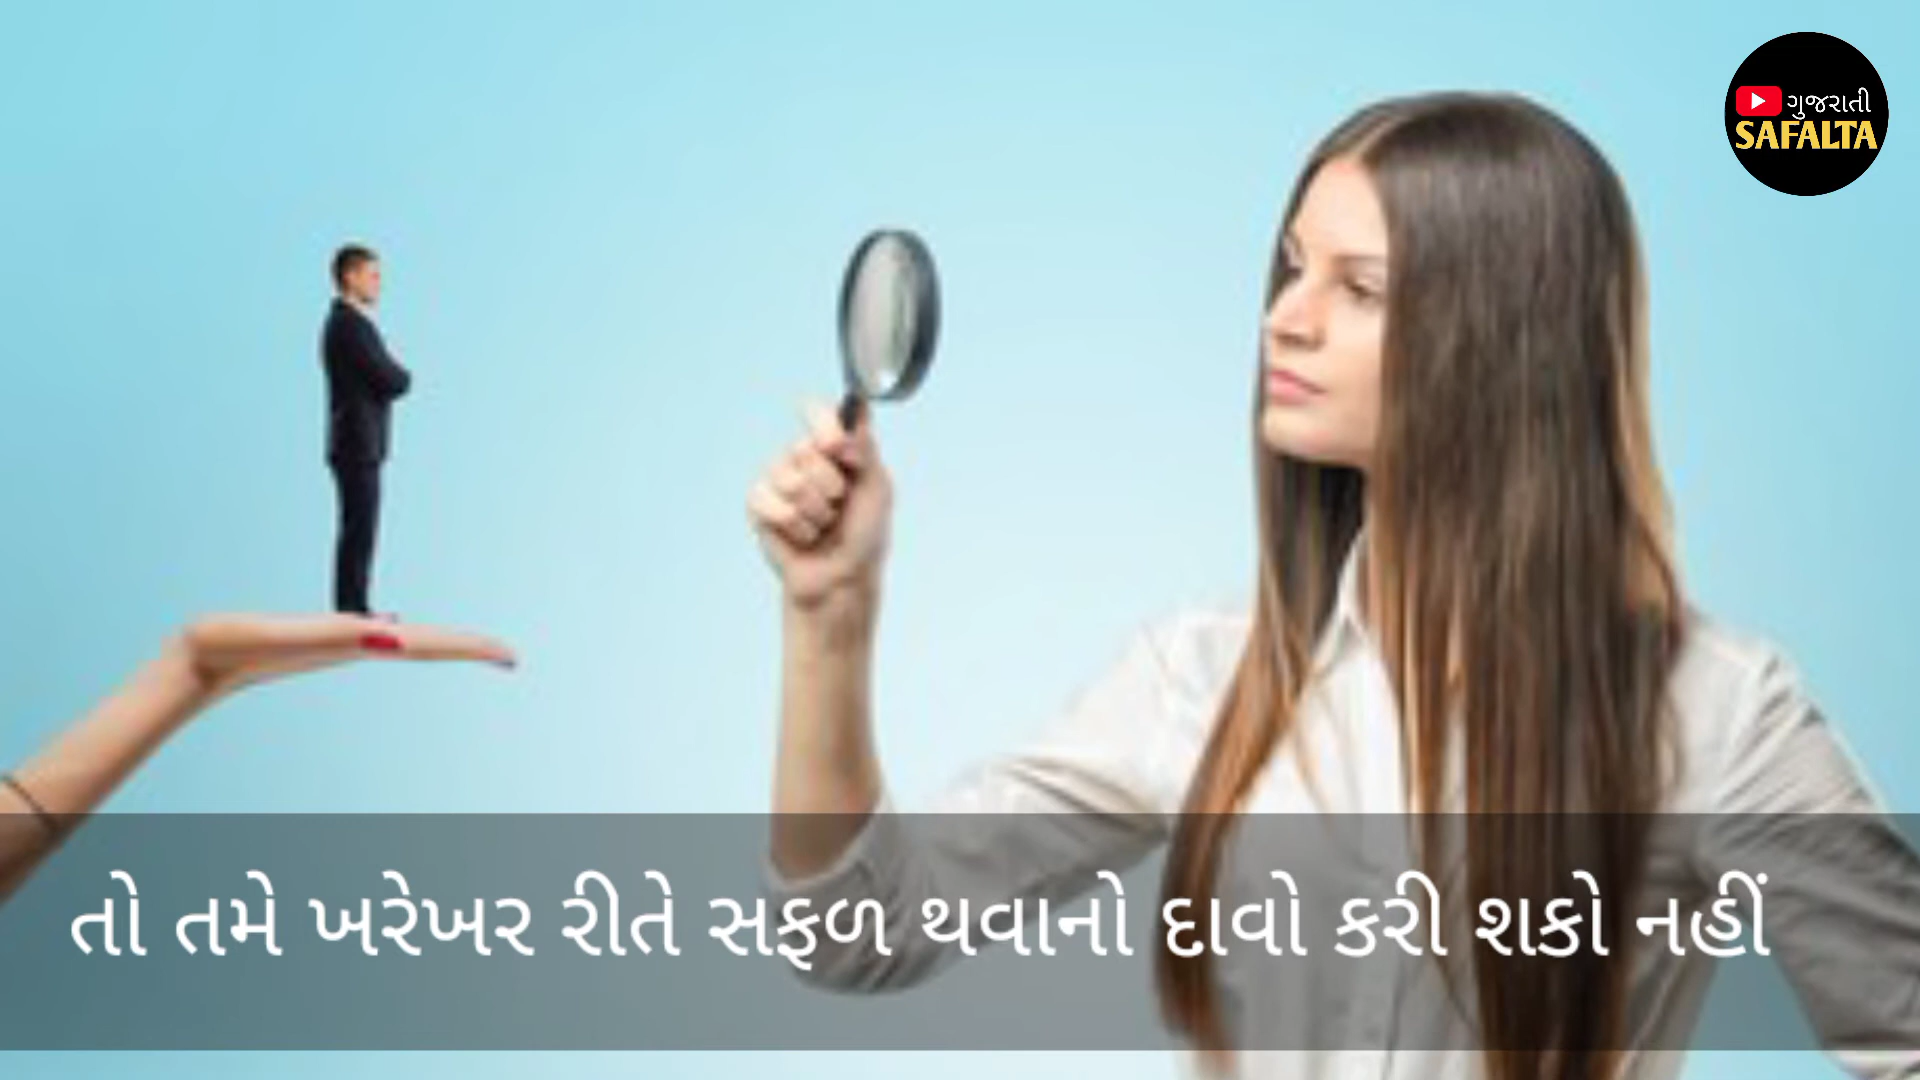 ગુજરાતી
SAFALTA
તો તમે ખરેખર રીતે સફળ થવાનો દાવો કરી શકો નહીં